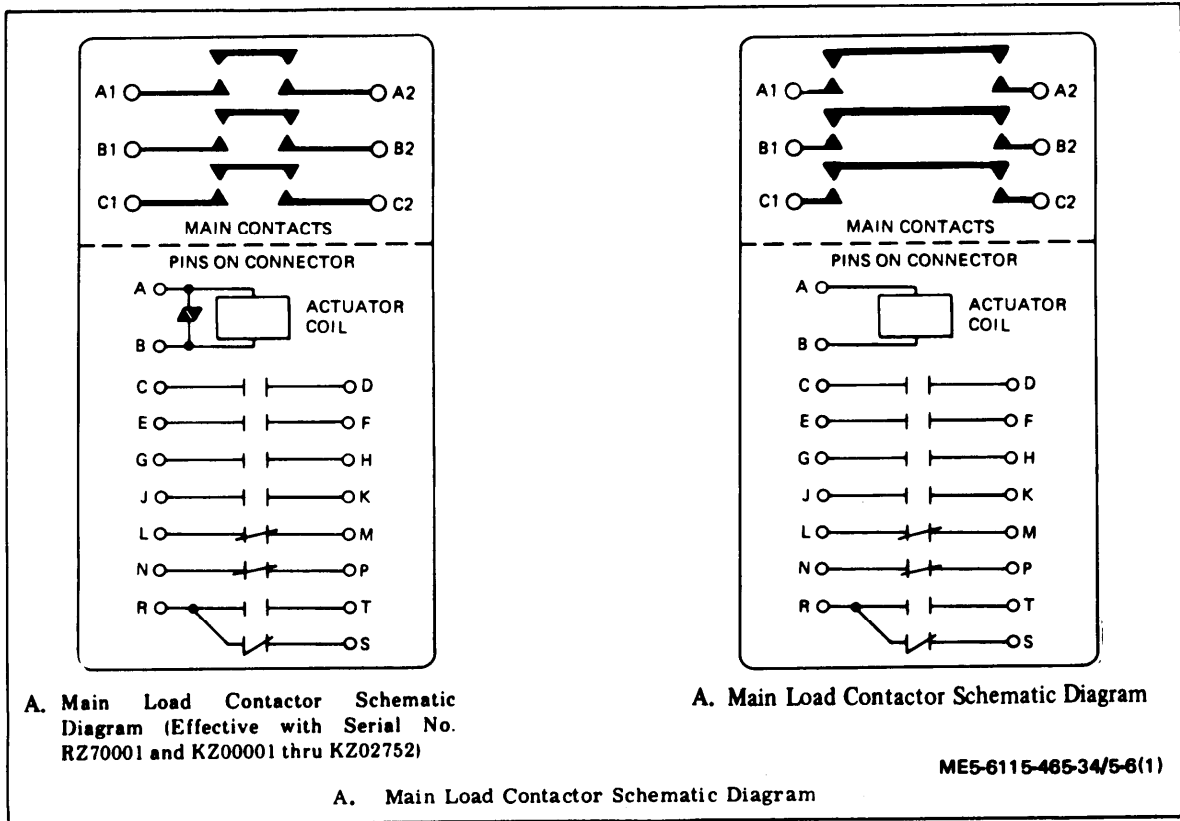 A1 A2
B1 B2
C1 C2
MAIN CONTACTS
PINS ON CONNECTOR
A
ACTUATOR
COIL
B
C D
E F
G H
J K
L M
N P
R T
S
A. Main Load Contactor Schematic
Diagram (Effective with Serial No.
RZ70001 and KZ00001 thru KZ02752)
A1 A2
B1 B2
C1 C2
MAIN CONTACTS
PINS ON CONNECTOR
A
ACTUATOR
COIL
B
C D
E F
G H
J K
L M
N P
R T
S
A. Main Load Contactor Schematic Diagram
ME5-6115-465-34/5-6(1)
A. Main Load Contactor Schematic Diagram